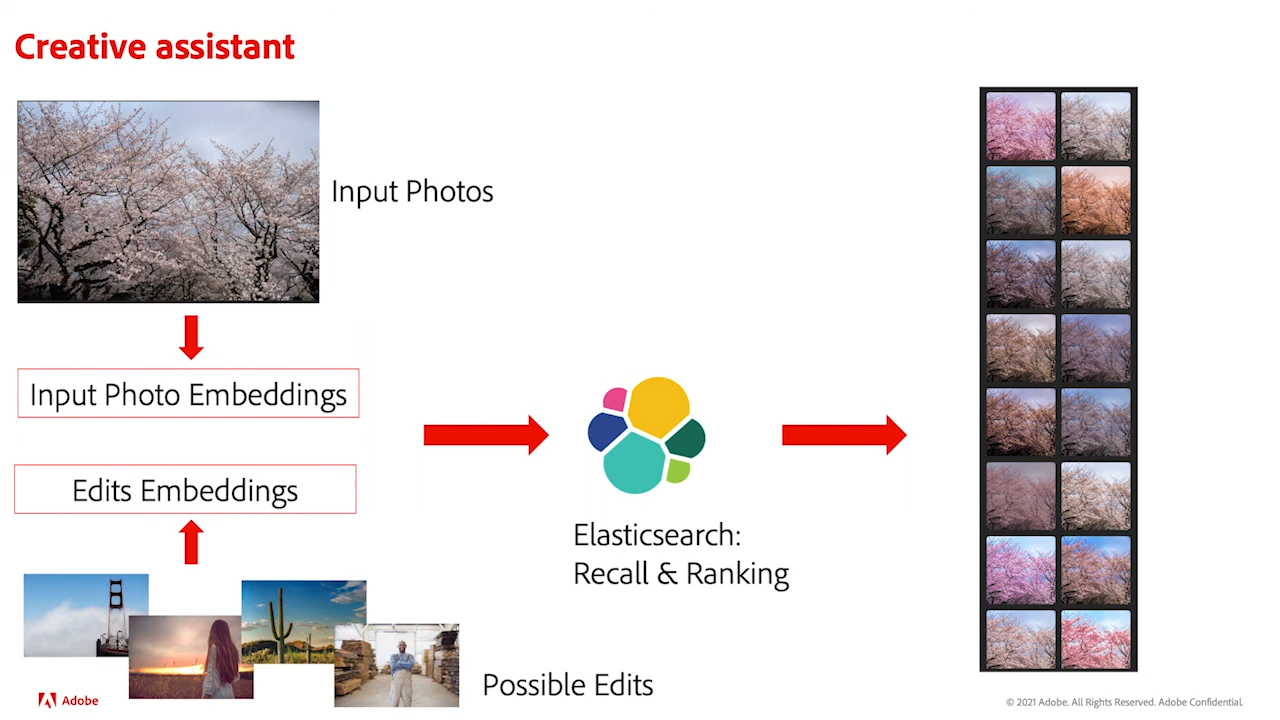 Creative assistant
Input Photos
Input Photo Embeddings
Edits Embeddings
Elasticsearch:
Recall & Ranking
Possible Edits
Adobe
© 2021 Adobe. All Rights Reserved. Adobe Confidential.